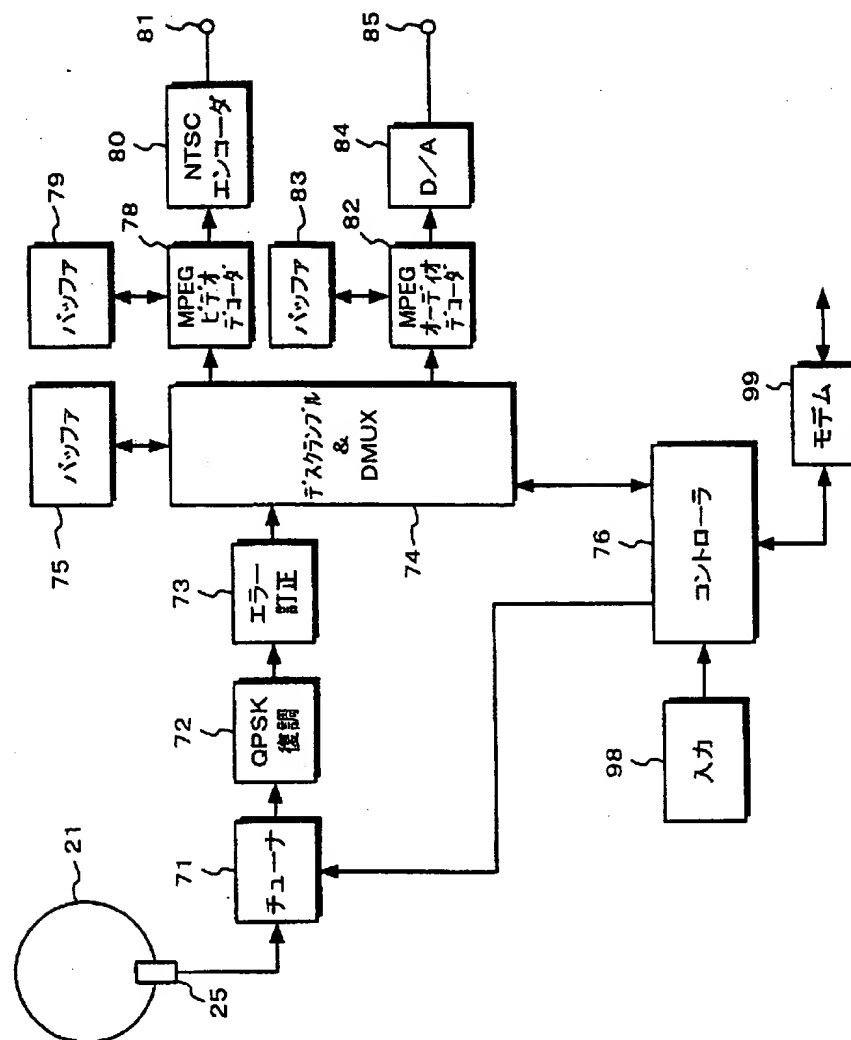 21
25
71
チューナ
72
QPSK
復調
73
エラー
訂正
74
デスクランブル
&
DMUX
75
バッファ
78
MPEG
ビデオ
デコーダ
79
バッファ
80
NTSC
エンコーダ
81
82
MPEG
オーディオ
デコーダ
83
バッファ
84
D/A
85
98
入力
76
コントローラ
99
モデム